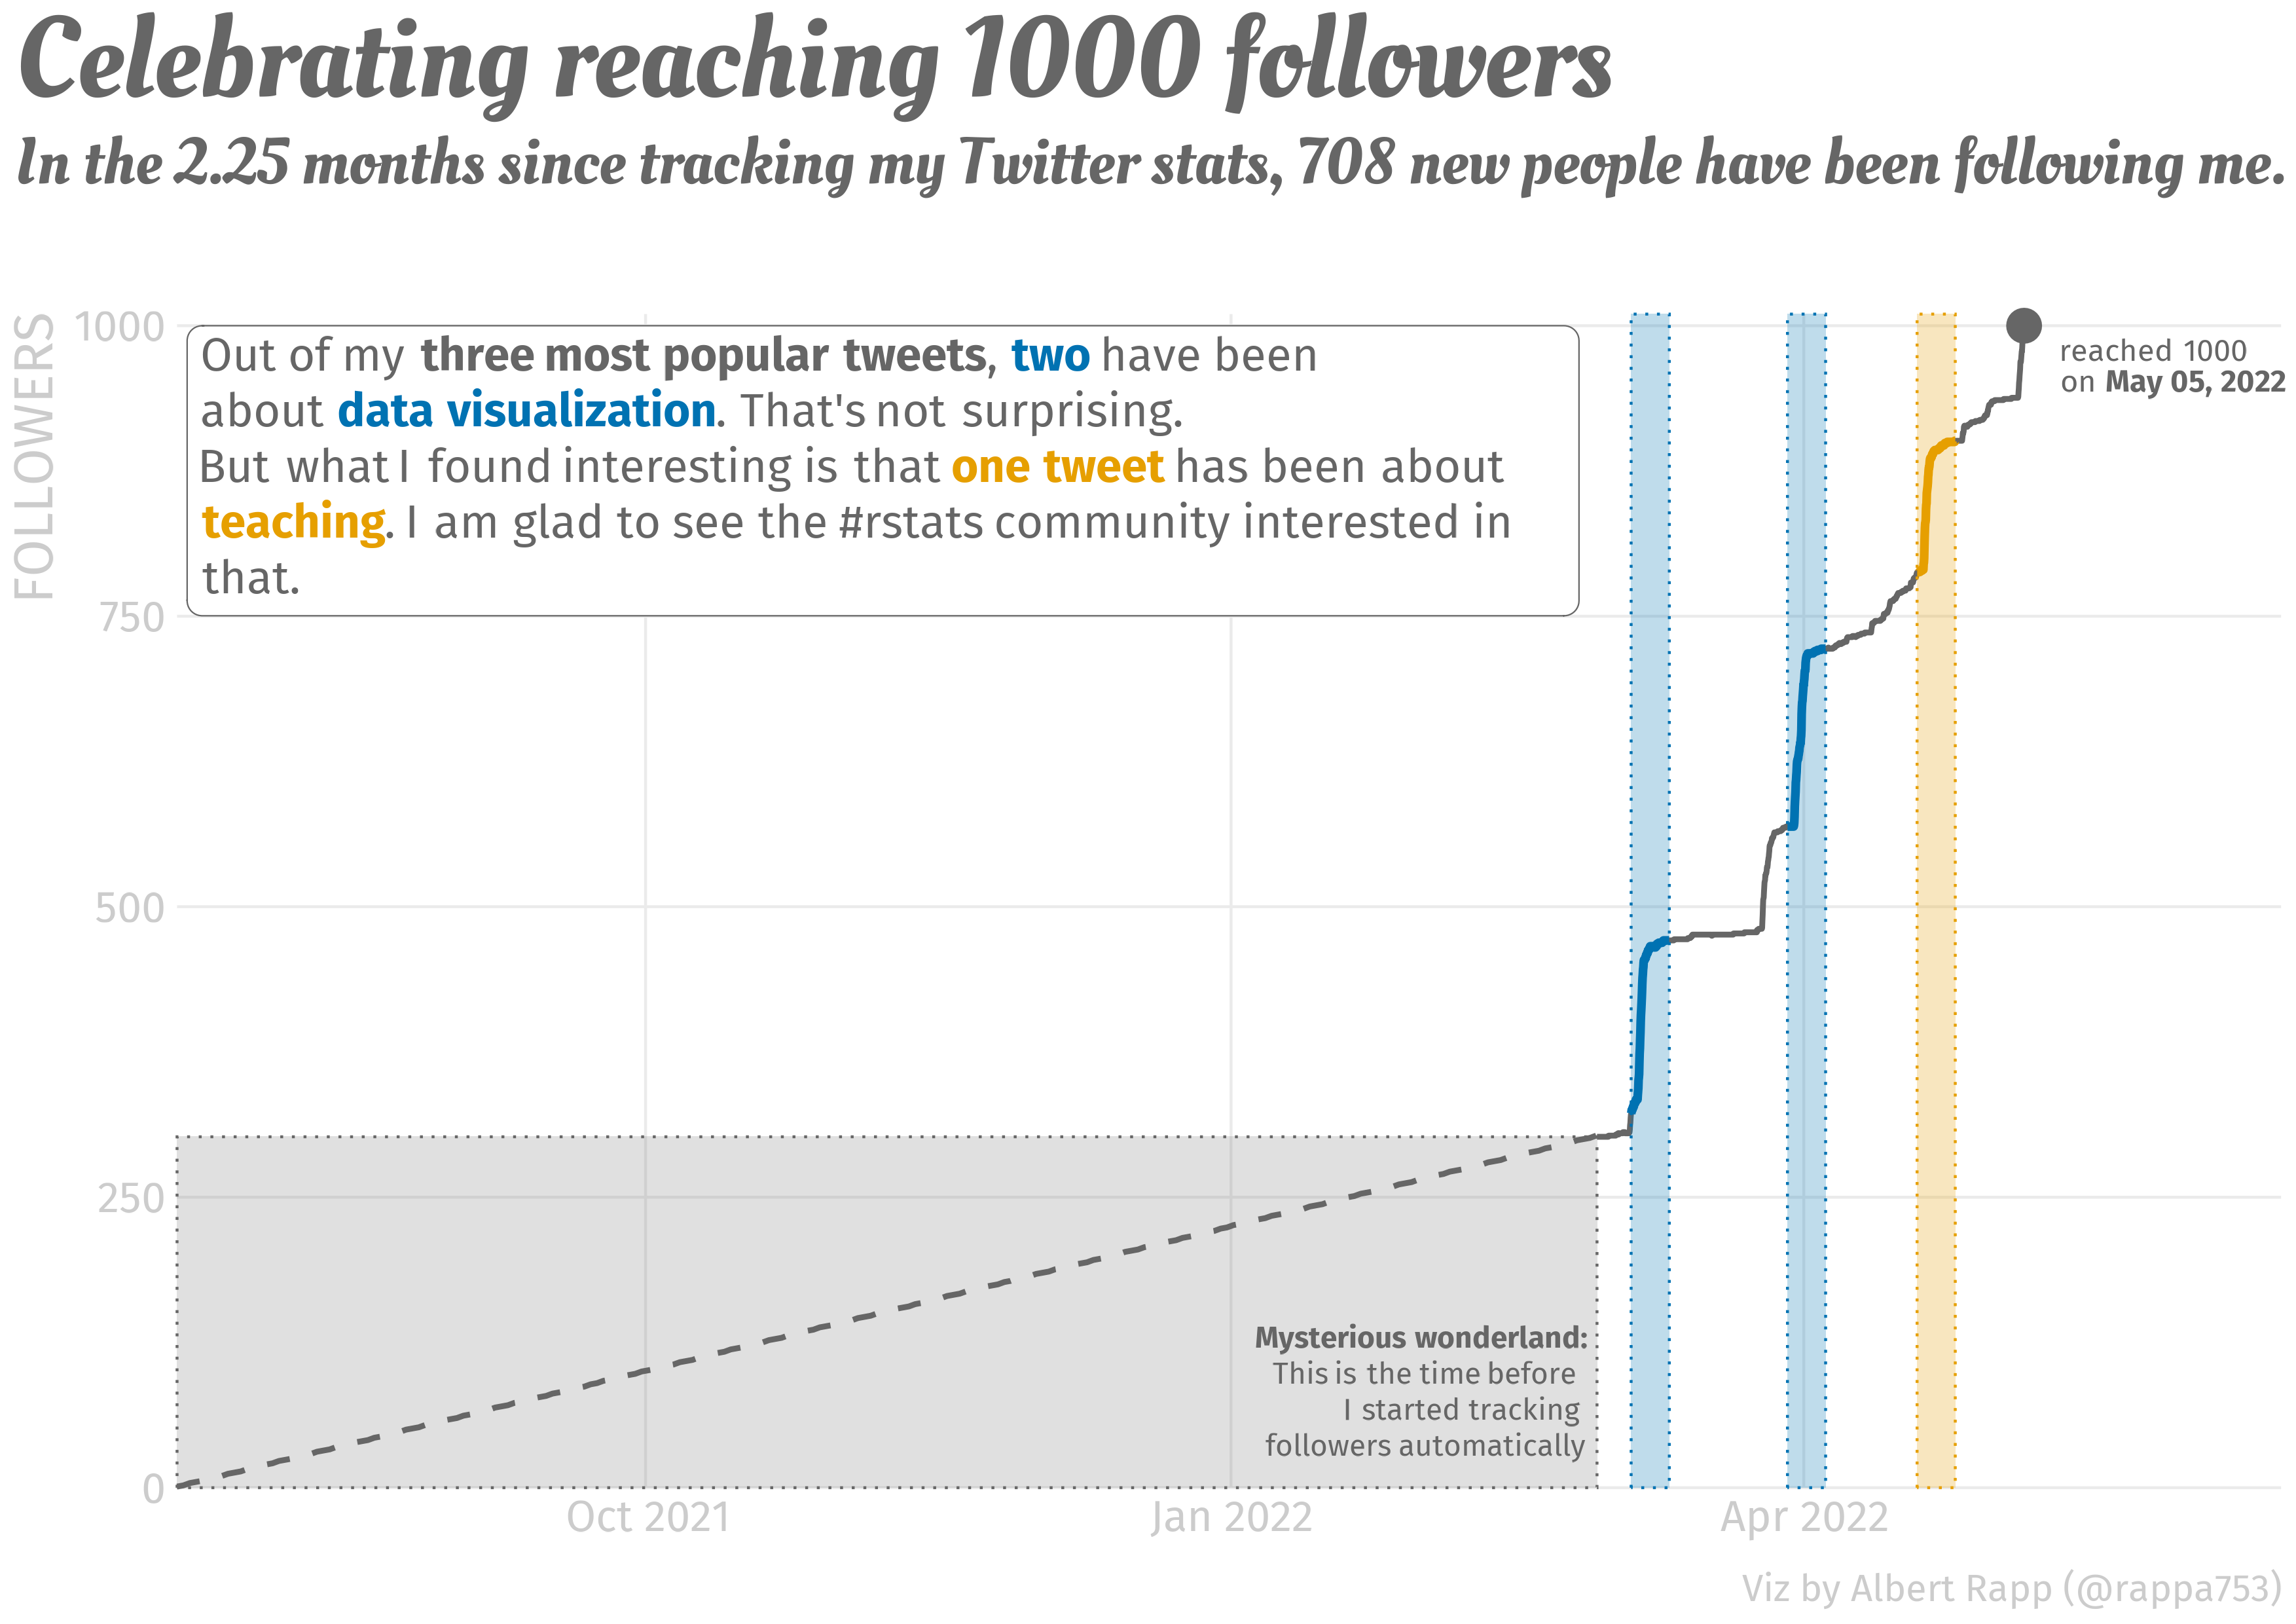 Celebrating reaching 1000 followers
In the 2.25 months since tracking my Twitter stats, 708 new people have been following me.
FOLLOWERS
1000
750
500
250
0
Out of my three most popular tweets, two have been
about data visualization. That's not surprising.
But what I found interesting is that one tweet has been about
teaching. I am glad to see the #rstats community interested in
that.
reached 1000
on May 05, 2022
Mysterious wonderland:
This is the time before
I started tracking
followers automatically
Oct 2021
Jan 2022
Apr 2022
Viz by Albert Rapp (@rappa753)